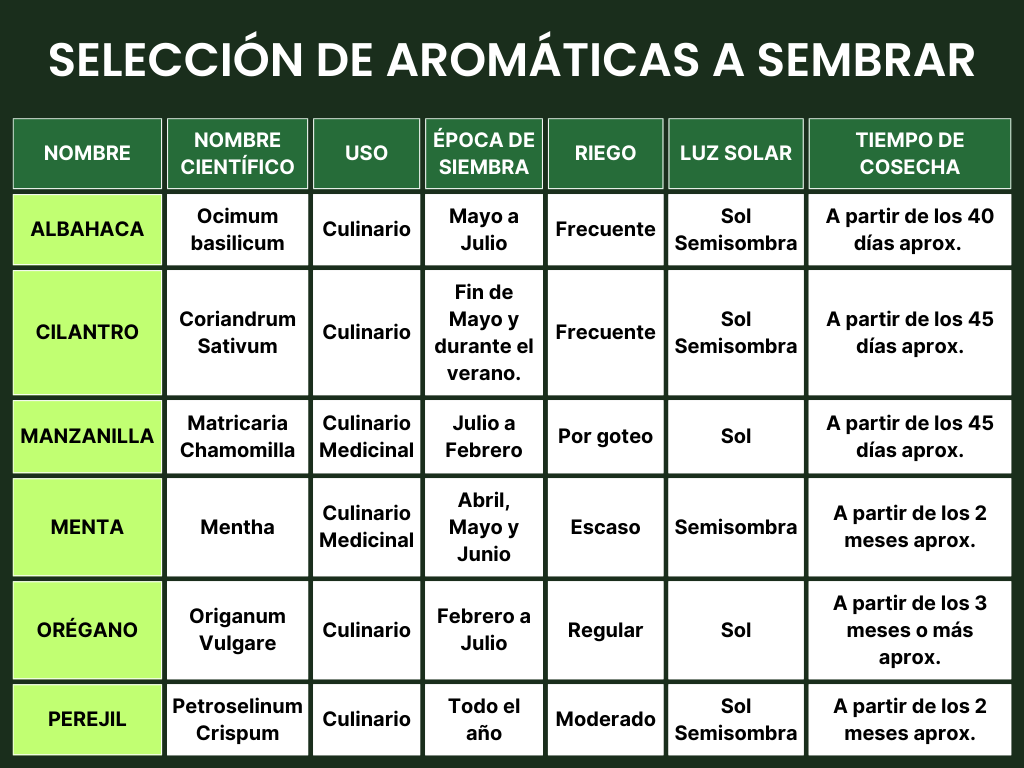 SELECCIÓN DE AROMÁTICAS A SEMBRAR
NOMBRE
NOMBRE
CIENTÍFICO
USO
ÉPOCA DE
SIEMBRA
RIEGO
LUZ SOLAR
TIEMPO DE
COSECHA
ALBAHACA
Ocimum
basilicum
Culinario
Mayo a
Julio
Frecuente
Sol
Semisombra
A partir de los 40
días aprox.
CILANTRO
Coriandrum
Sativum
Culinario
Fin de
Mayo y
durante el
verano.
Frecuente
Sol
Semisombra
A partir de los 45
días aprox.
MANZANILLA
Matricaria
Chamomilla
Culinario
Medicinal
Julio a
Febrero
Por goteo
Sol
A partir de los 45
días aprox.
MENTA
Mentha
Culinario
Medicinal
Abril,
Mayo y
Junio
Escaso
Semisombra
A partir de los 2
meses aprox.
ORÉGANO
Origanum
Vulgare
Culinario
Febrero a
Julio
Regular
Sol
A partir de los 3
meses o más
aprox.
PEREJIL
Petroselinum
Crispum
Culinario
Todo el
año
Moderado
Sol
Semisombra
A partir de los 2
meses aprox.